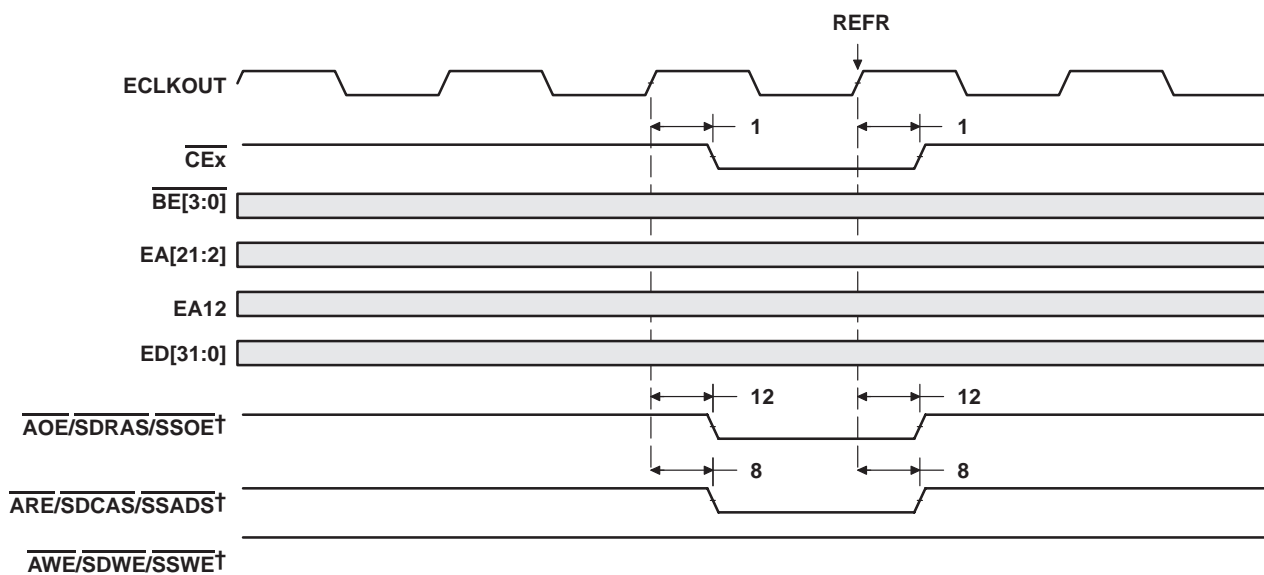 REFR
ECLKOUT
1 1
CEx
BE[3:0]
EA[21:2]
EA12
ED[31:0]
12 12
AOE/SDRAS/SSOE†
8 8
ARE/SDCAS/SSADS†
AWE/SDWE/SSWE†